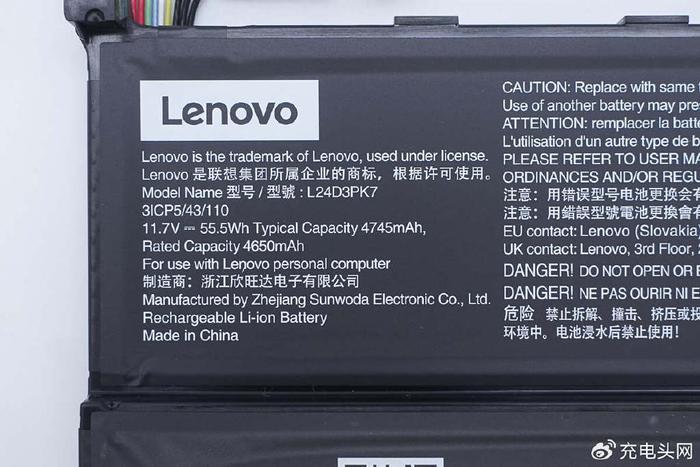 Lenovo
Lenovo is the trademark of Lenovo, used under license.
Lenovo 是联想集团所属企业的商标，根据许可使用。
Model Name 型号 / 型號 : L24D3PK7
3ICP5/43/110
11.7V ⎓ 55.5Wh Typical Capacity 4745mAh,
Rated Capacity 4650mAh
For use with Lenovo personal computer
制造商：浙江欣旺达电子有限公司
Manufactured by Zhejiang Sunwoda Electronic Co., Ltd.
Rechargeable Li-ion Battery
Made in China
CAUTION: Replace with same
Use of another battery may
ATTENTION: remplacer la
L'utilisation d'un autre type de
PLEASE REFER TO USER
ORDINANCES AND/OR
注意：用错误型号电池更换会有
注意：用錯誤型號電池更換會有
EU contact: Lenovo (Slovakia)
UK contact: Lenovo, 3rd Floor,
DANGER! DO NOT OPEN OR
DANGER! NE PAS OURIR NI
危险 禁止拆解、撞击、挤压或投
环境中。电池浸水后禁止使用！
充电头网